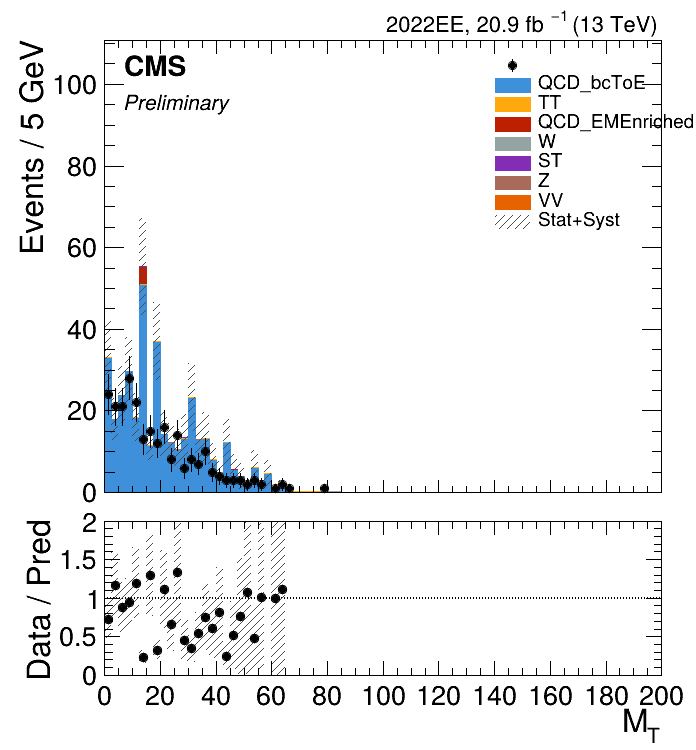 2022EE, 20.9 fb⁻¹ (13 TeV)
Events / 5 GeV
CMS
Preliminary
QCD_bcToE
TT
QCD_EMEnriched
W
ST
Z
VV
Stat+Syst
100
80
60
40
20
0
Data / Pred
2
1.5
1
0.5
0
0 20 40 60 80 100 120 140 160 180 200
M_T